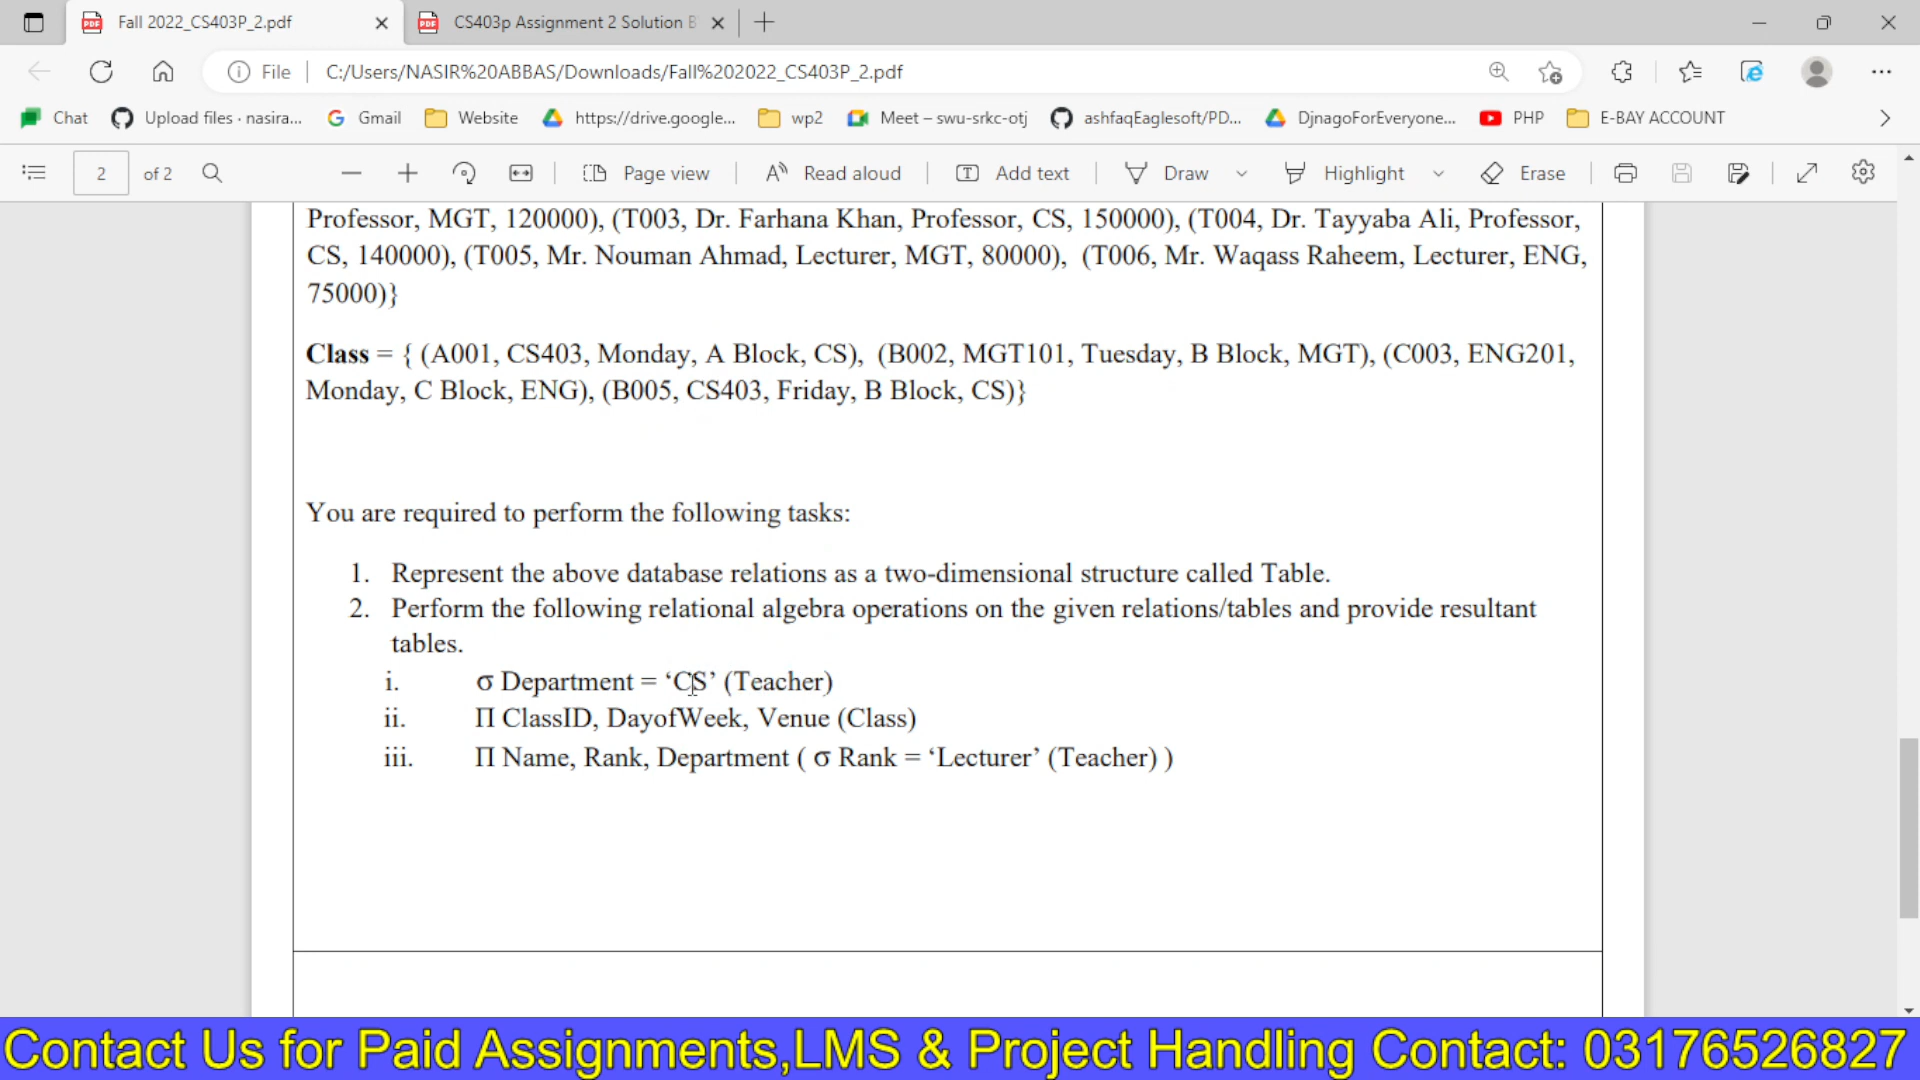 Fall 2022_CS403P_2.pdf
CS403p Assignment 2 Solution B
File
C:/Users/NASIR%20ABBAS/Downloads/Fall%202022_CS403P_2.pdf
Chat
Upload files · nasira...
Gmail
Website
https://drive.google...
wp2
Meet – swu-srkc-otj
ashfaqEaglesoft/PD...
DjnagoForEveryone...
PHP
E-BAY ACCOUNT
2 of 2
Page view
Read aloud
Add text
Draw
Highlight
Erase
Professor, MGT, 120000), (T003, Dr. Farhana Khan, Professor, CS, 150000), (T004, Dr. Tayyaba Ali, Professor,
CS, 140000), (T005, Mr. Nouman Ahmad, Lecturer, MGT, 80000), (T006, Mr. Waqass Raheem, Lecturer, ENG,
75000)}
Class = { (A001, CS403, Monday, A Block, CS), (B002, MGT101, Tuesday, B Block, MGT), (C003, ENG201,
Monday, C Block, ENG), (B005, CS403, Friday, B Block, CS)}
You are required to perform the following tasks:
1. Represent the above database relations as a two-dimensional structure called Table.
2. Perform the following relational algebra operations on the given relations/tables and provide resultant
tables.
i. σ Department = ‘CS’ (Teacher)
ii. Π ClassID, DayofWeek, Venue (Class)
iii. Π Name, Rank, Department ( σ Rank = ‘Lecturer’ (Teacher) )
Contact Us for Paid Assignments,LMS & Project Handling Contact: 03176526827